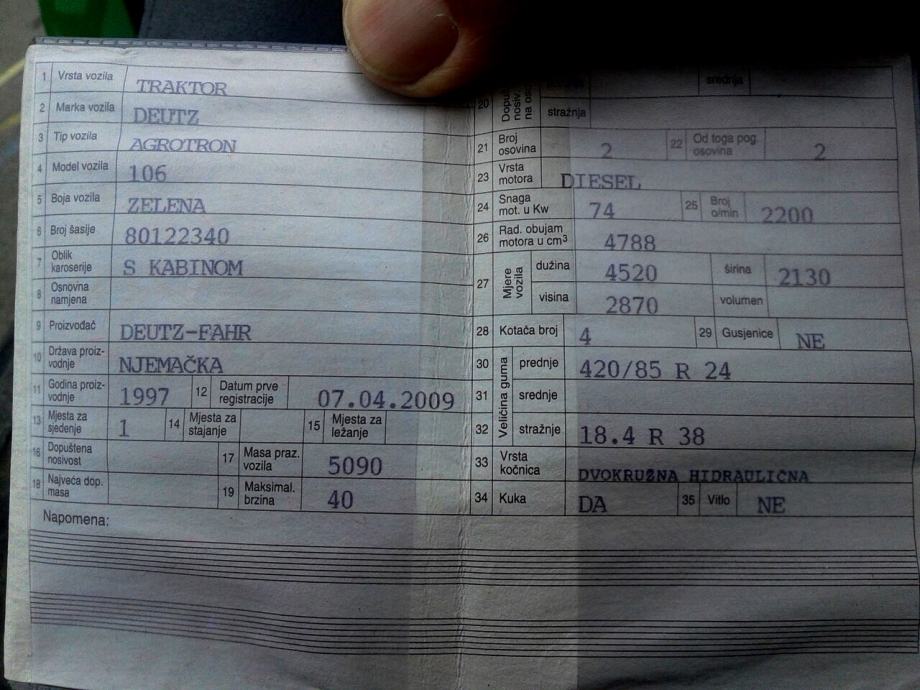 1 Vrsta vozila TRAKTOR
2 Marka vozila DEUTZ
3 Tip vozila AGROTRON
4 Model vozila 106
5 Boja vozila ZELENA
6 Broj šasije 80122340
7 Oblik karoserije S KABINOM
8 Osnovna namjena
9 Proizvođač DEUTZ-FAHR
10 Država proiz-
vodnje NJEMAČKA
11 Godina proiz-
vodnje 1997 12 Datum prve registracije 07.04.2009
13 Mjesta za sjedenje 1 14 Mjesta za stajanje 15 Mjesta za ležanje
16 Dopuštena nosivost 17 Masa praz. vozila 5090
18 Najveća dop. masa 19 Maksimal. brzina 40
Napomena:
srednja
20 stražnja
21 Broj osovina 2 22 Od toga pog. osovina 2
23 Vrsta motora DIESEL
24 Snaga mot. u Kw 74 25 Broj o/min 2200
26 Rad. obujam motora u cm³ 4788
27 Mjere vozila dužina 4520 širina 2130
visina 2870 volumen
28 Kotača broj 4 29 Gusjenice NE
Veličina guma
30 prednje 420/85 R 24
31 srednje
32 stražnje 18.4 R 38
33 Vrsta kočnica DVOKRUŽNA HIDRAULIČNA
34 Kuka DA 35 Vitlo NE